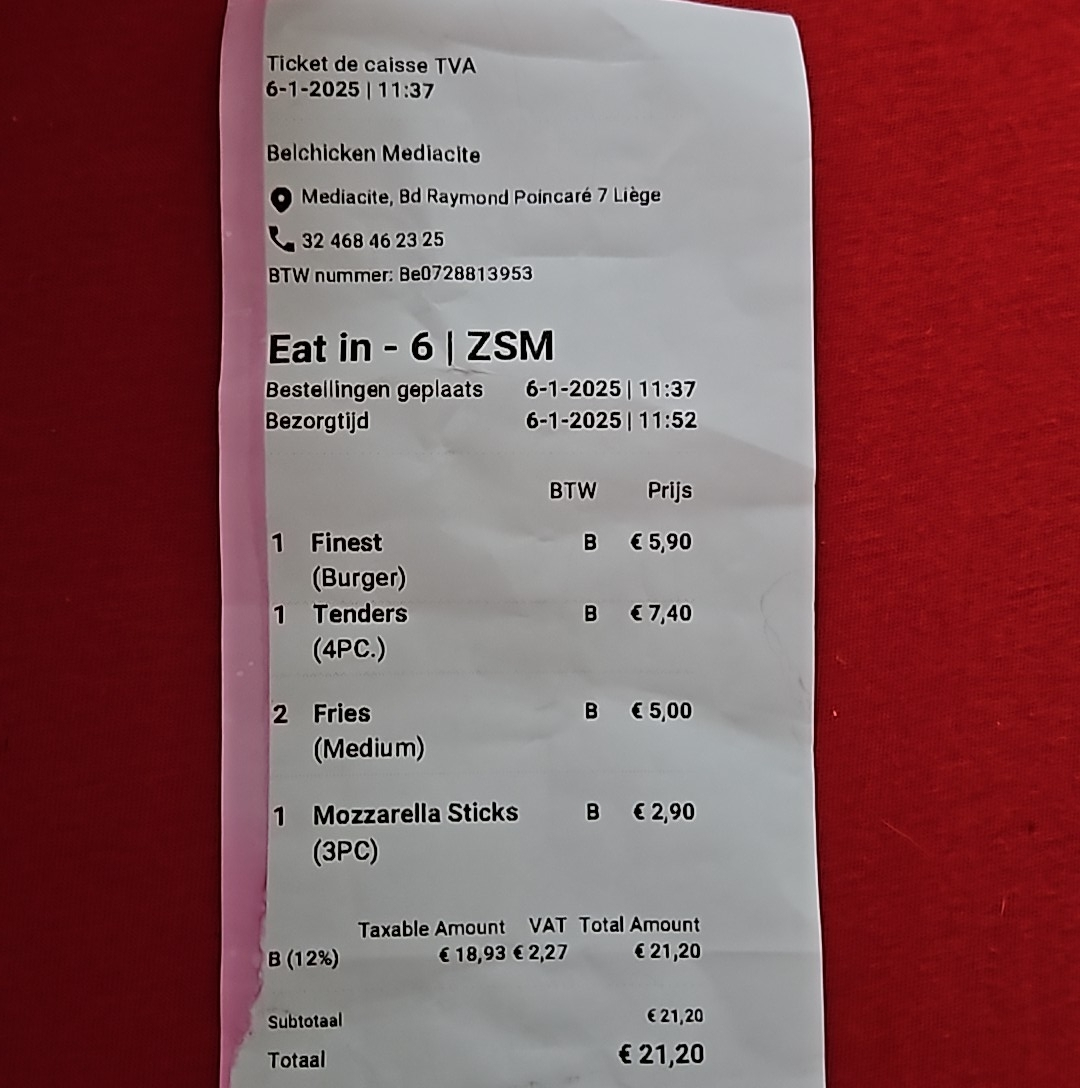 Ticket de caisse TVA
6-1-2025 | 11:37
Belchicken Mediacite
Mediacite, Bd Raymond Poincaré 7 Liège
32 468 46 23 25
BTW nummer: Be0728813953
Eat in - 6 | ZSM
Bestellingen geplaats 6-1-2025 | 11:37
Bezorgtijd 6-1-2025 | 11:52
BTW Prijs
1 Finest B € 5,90
(Burger)
1 Tenders B € 7,40
(4PC.)
2 Fries B € 5,00
(Medium)
1 Mozzarella Sticks B € 2,90
(3PC)
Taxable Amount VAT Total Amount
B (12%) € 18,93 € 2,27 € 21,20
Subtotaal € 21,20
Totaal € 21,20